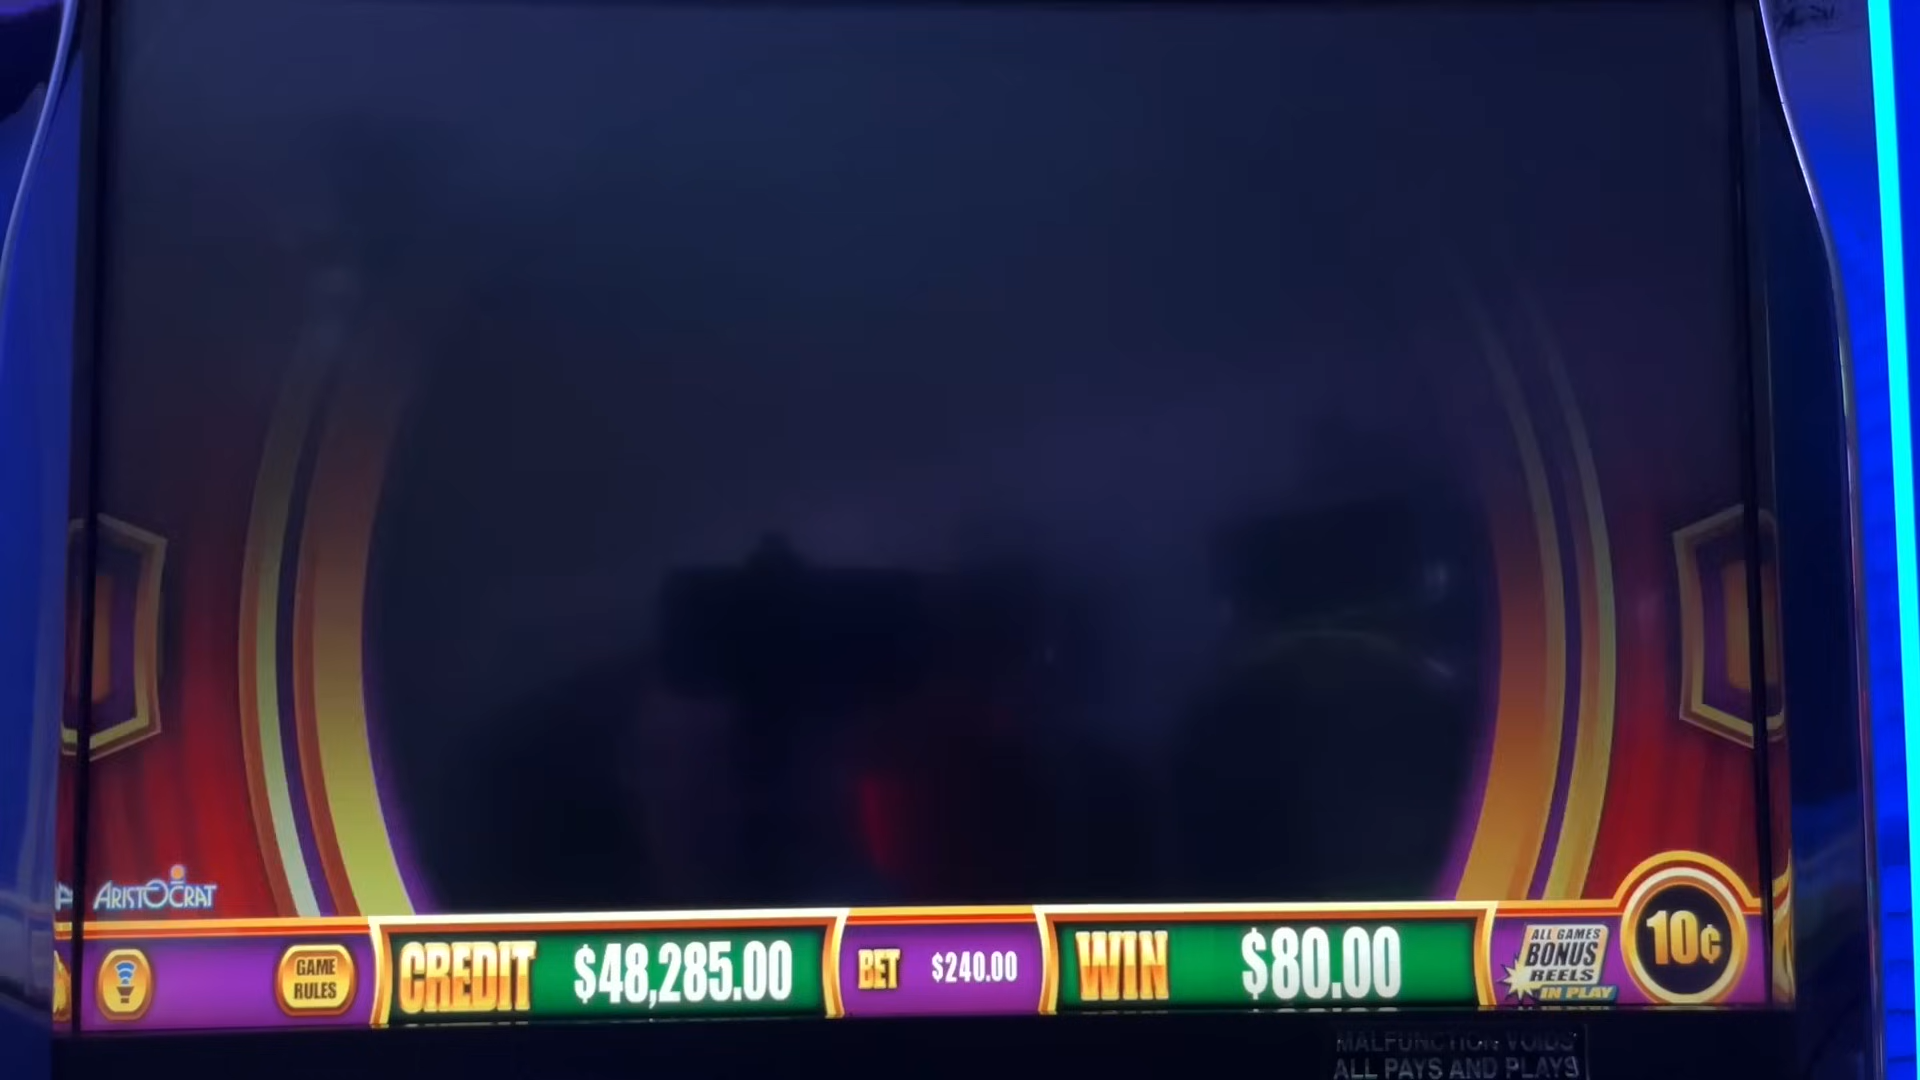 ARISTOCRAT
GAME
RULES
CREDIT $48,285.00
BET $240.00
WIN $80.00
ALL GAMES
BONUS
REELS
IN PLAY
10¢
MALFUNCTION VOIDS
ALL PAYS AND PLAYS